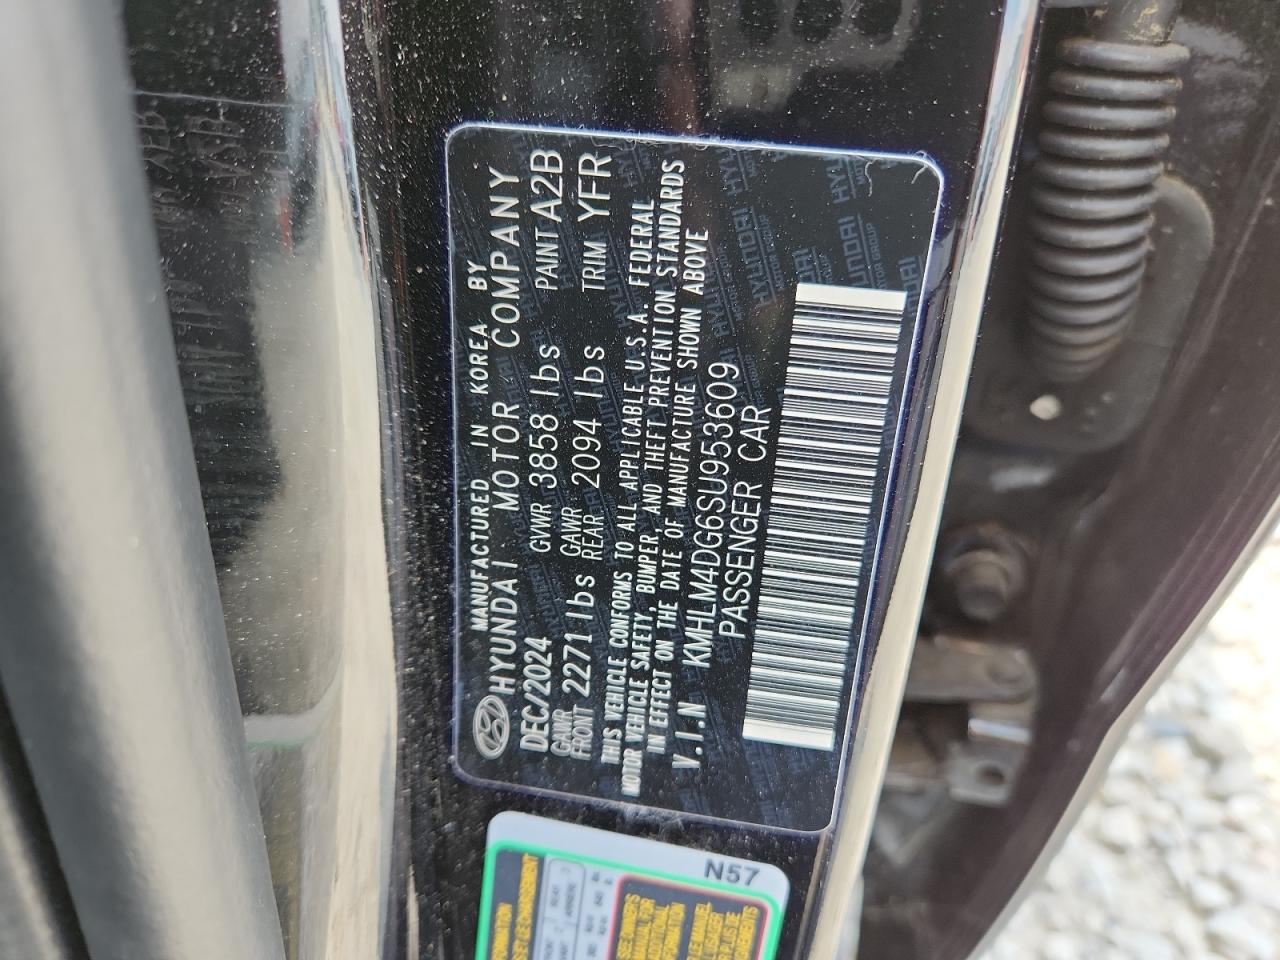 MANUFACTURED IN KOREA BY
HYUNDAI MOTOR COMPANY
DEC/2024 GVWR 3858 lbs PAINT A2B
GAWR FRONT 2271 lbs GAWR REAR 2094 lbs TRIM YFR
THIS VEHICLE CONFORMS TO ALL APPLICABLE U.S.A. FEDERAL
MOTOR VEHICLE SAFETY, BUMPER, AND THEFT PREVENTION STANDARDS
IN EFFECT ON THE DATE OF MANUFACTURE SHOWN ABOVE
V.I.N KMHLM4DG6SU953609
PASSENGER CAR
N57